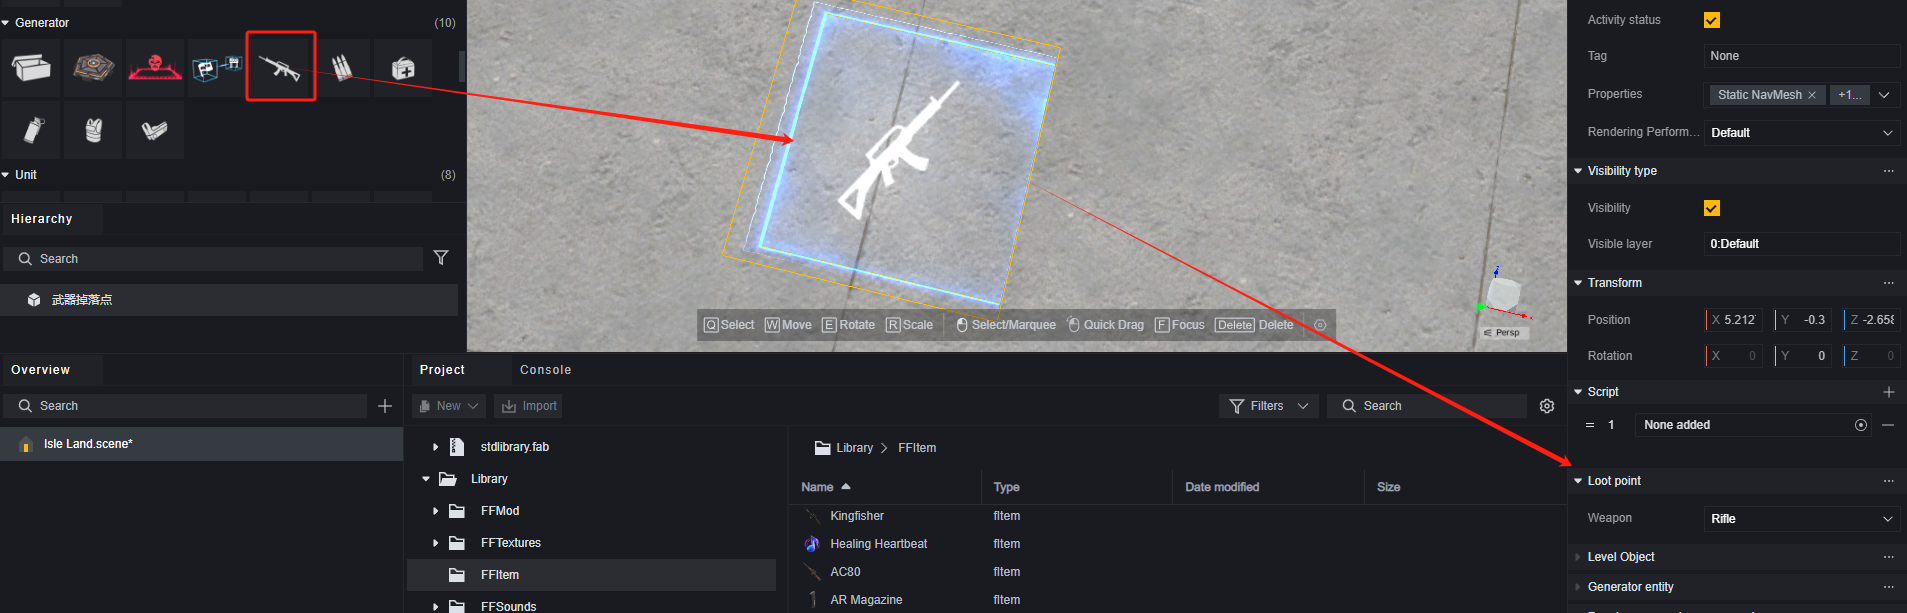 Generator (10)
Unit (8)
Hierarchy
Search
武器掉落点
Overview
Search
Isle Land.scene*
Q Select W Move E Rotate R Scale Select/Marquee Quick Drag F Focus Delete Delete
Persp
Project Console
New Import Filters Search
stdlibrary.fab
Library
FFMod
FFTextures
FFItem
FFSounds
Library > FFItem
Name Type Date modified Size
Kingfisher fItem
Healing Heartbeat fItem
AC80 fItem
AR Magazine fItem
Activity status
Tag None
Properties Static NavMesh × +1...
Rendering Perform... Default
Visibility type ...
Visibility
Visible layer 0:Default
Transform ...
Position X 5.212 Y -0.3 Z -2.658
Rotation X 0 Y 0 Z 0
Script +
= 1 None added
Loot point ...
Weapon Rifle
Level Object ...
Generator entity ...